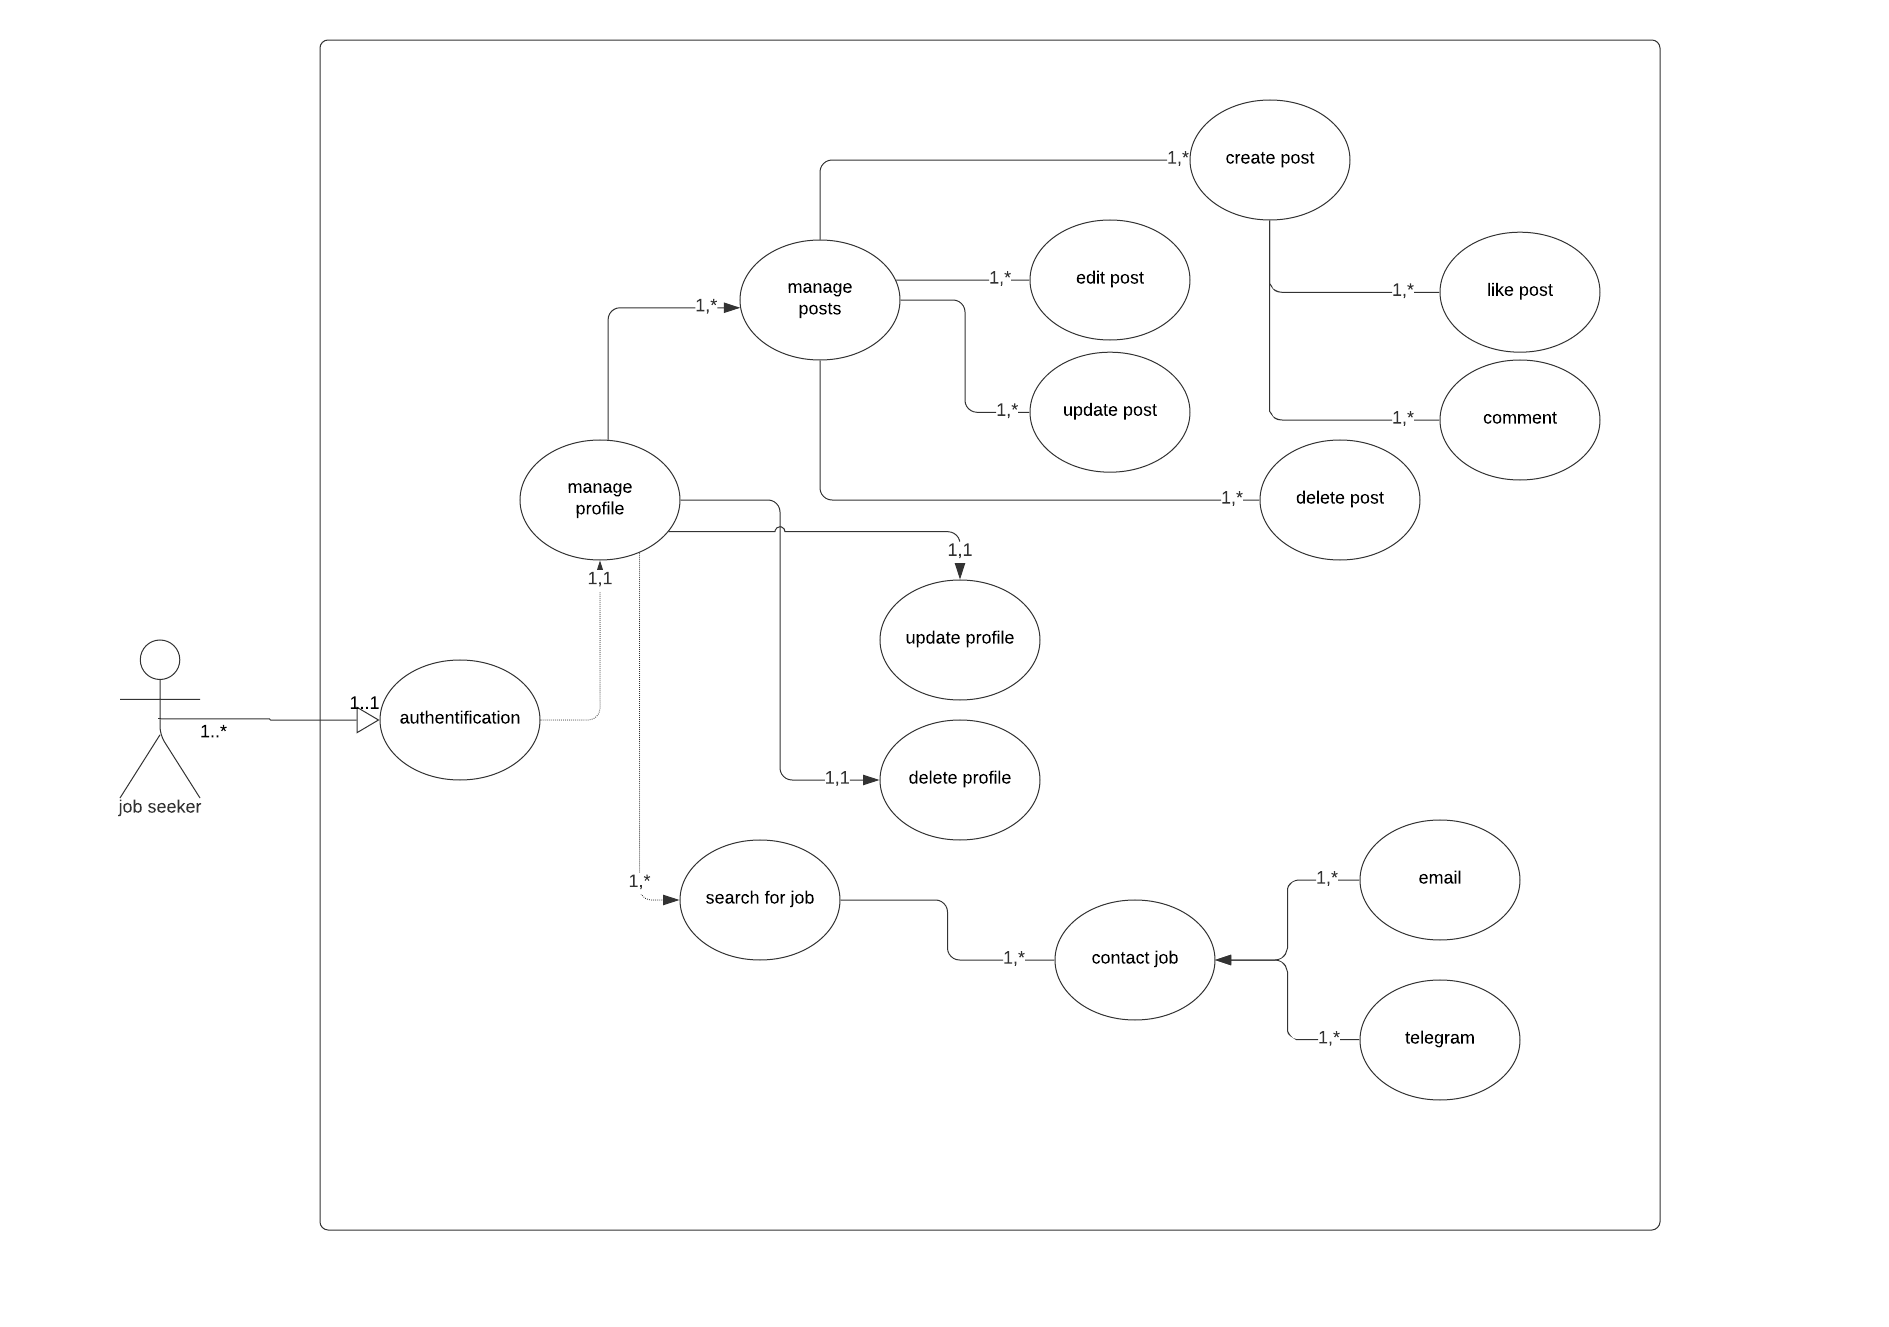 create post
1,*
edit post
1,*
manage
posts
1,*
like post
1,*
1,*
update post
1,*
comment
1,*
manage
profile
delete post
1,*
1,1
1,1
update profile
1..1
authentification
1..*
job seeker
delete profile
1,1
1,*
search for job
email
1,*
contact job
1,*
telegram
1,*